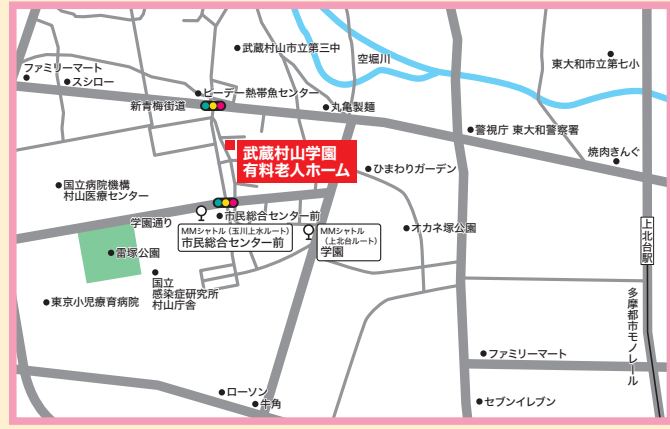 武蔵村山市立第三中
空堀川
東大和市立第七小
ファミリーマート
スシロー
ピーデー熱帯魚センター
新青梅街道
丸亀製麺
警視庁 東大和警察署
焼肉きんぐ
武蔵村山学園
有料老人ホーム
ひまわりガーデン
国立病院機構
村山医療センター
学園通り
市民総合センター前
MMシャトル（玉川上水ルート）
市民総合センター前
MMシャトル
（上北台ルート）
学園
オカネ塚公園
上北台駅
雷塚公園
国立
感染症研究所
村山庁舎
東京小児療育病院
多摩都市モノレール
ファミリーマート
ローソン
牛角
セブンイレブン